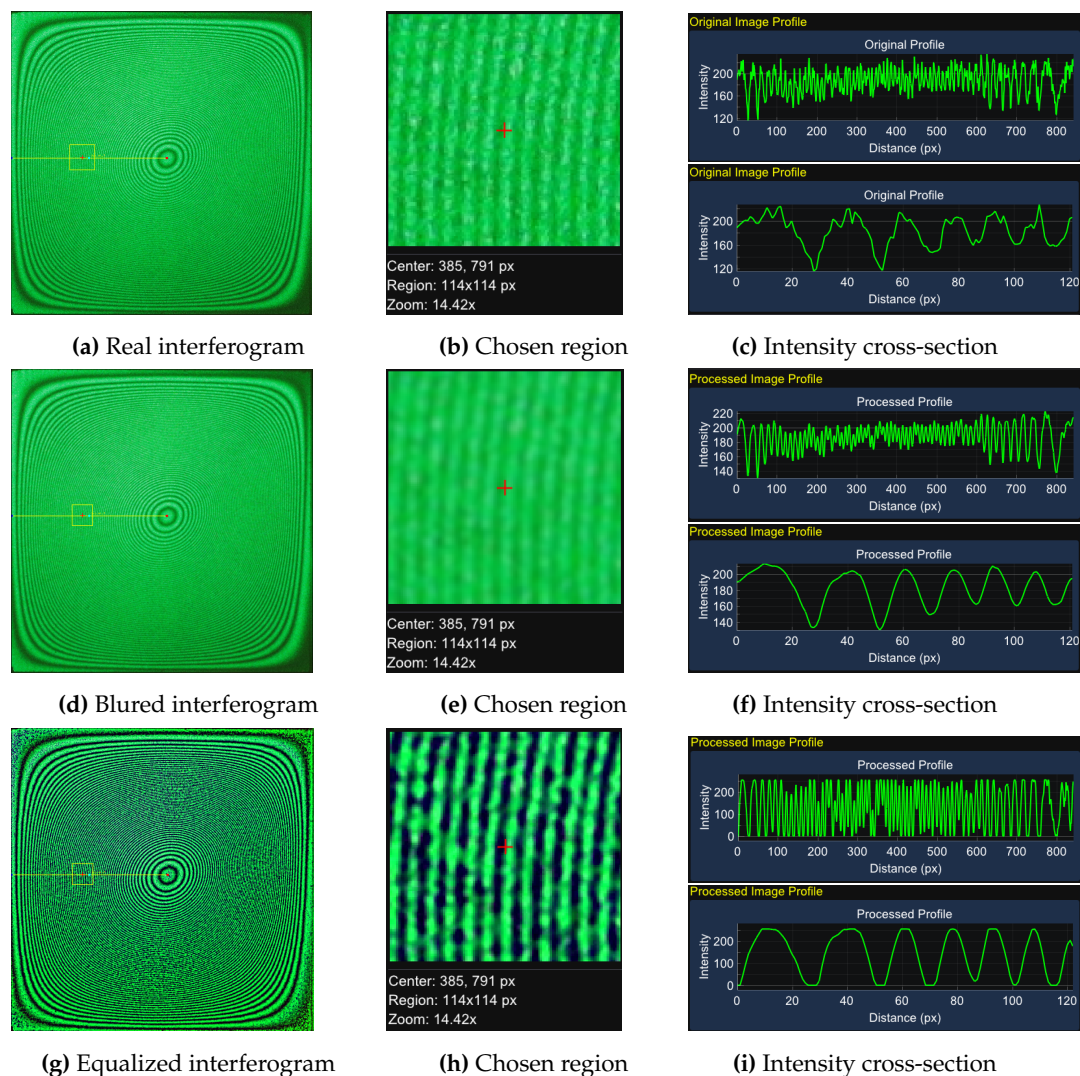 Original Image Profile
Original Profile
Intensity
200
160
120
0 100 200 300 400 500 600 700 800
Distance (px)
Original Image Profile
Original Profile
Intensity
200
160
120
0 20 40 60 80 100 120
Distance (px)
Center: 385, 791 px
Region: 114x114 px
Zoom: 14.42x
(a) Real interferogram
(b) Chosen region
(c) Intensity cross-section
Processed Image Profile
Processed Profile
Intensity
220
200
180
160
140
0 100 200 300 400 500 600 700 800
Distance (px)
Processed Image Profile
Processed Profile
Intensity
200
180
160
140
0 20 40 60 80 100 120
Distance (px)
Center: 385, 791 px
Region: 114x114 px
Zoom: 14.42x
(d) Blured interferogram
(e) Chosen region
(f) Intensity cross-section
Processed Image Profile
Processed Profile
Intensity
200
100
0
0 100 200 300 400 500 600 700 800
Distance (px)
Processed Image Profile
Processed Profile
Intensity
200
100
0
0 20 40 60 80 100 120
Distance (px)
Center: 385, 791 px
Region: 114x114 px
Zoom: 14.42x
(g) Equalized interferogram
(h) Chosen region
(i) Intensity cross-section